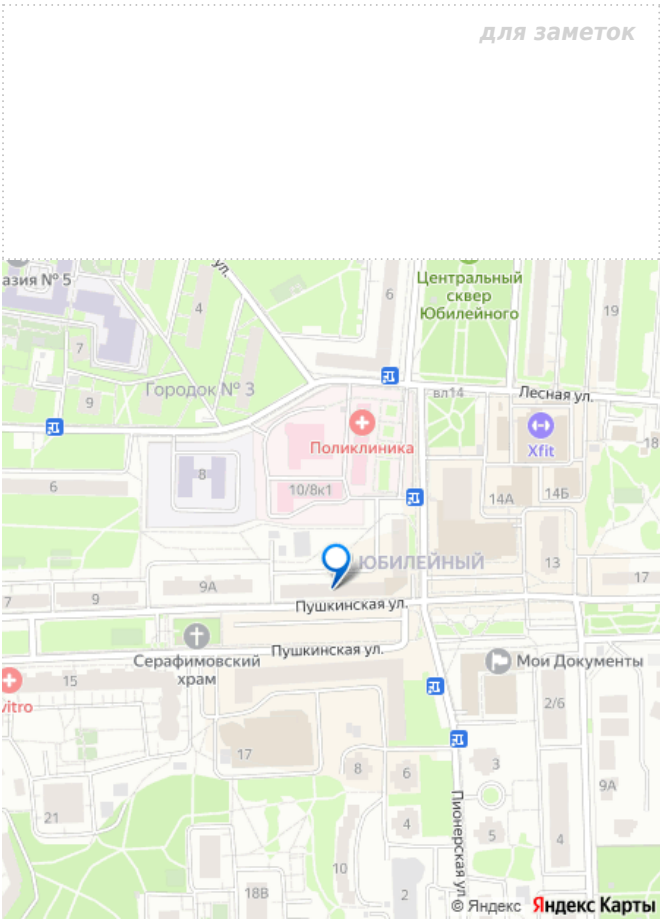 для заметок
азия № 5
ул.
4
6
Центральный
сквер
Юбилейного
19
7
Городок № 3
9
вл14
Лесная ул.
Поликлиника
Xfit
18
8
6
10/8к1
14А
14Б
ЮБИЛЕЙНЫЙ
13
17
7
9
9А
Пушкинская ул.
Пушкинская ул.
Серафимовский
храм
Мои Документы
15
vitro
2/6
17
8
6
3
9А
21
4
5
4
10
Пионерская ул.
18В
2
© Яндекс Яндекс Карты